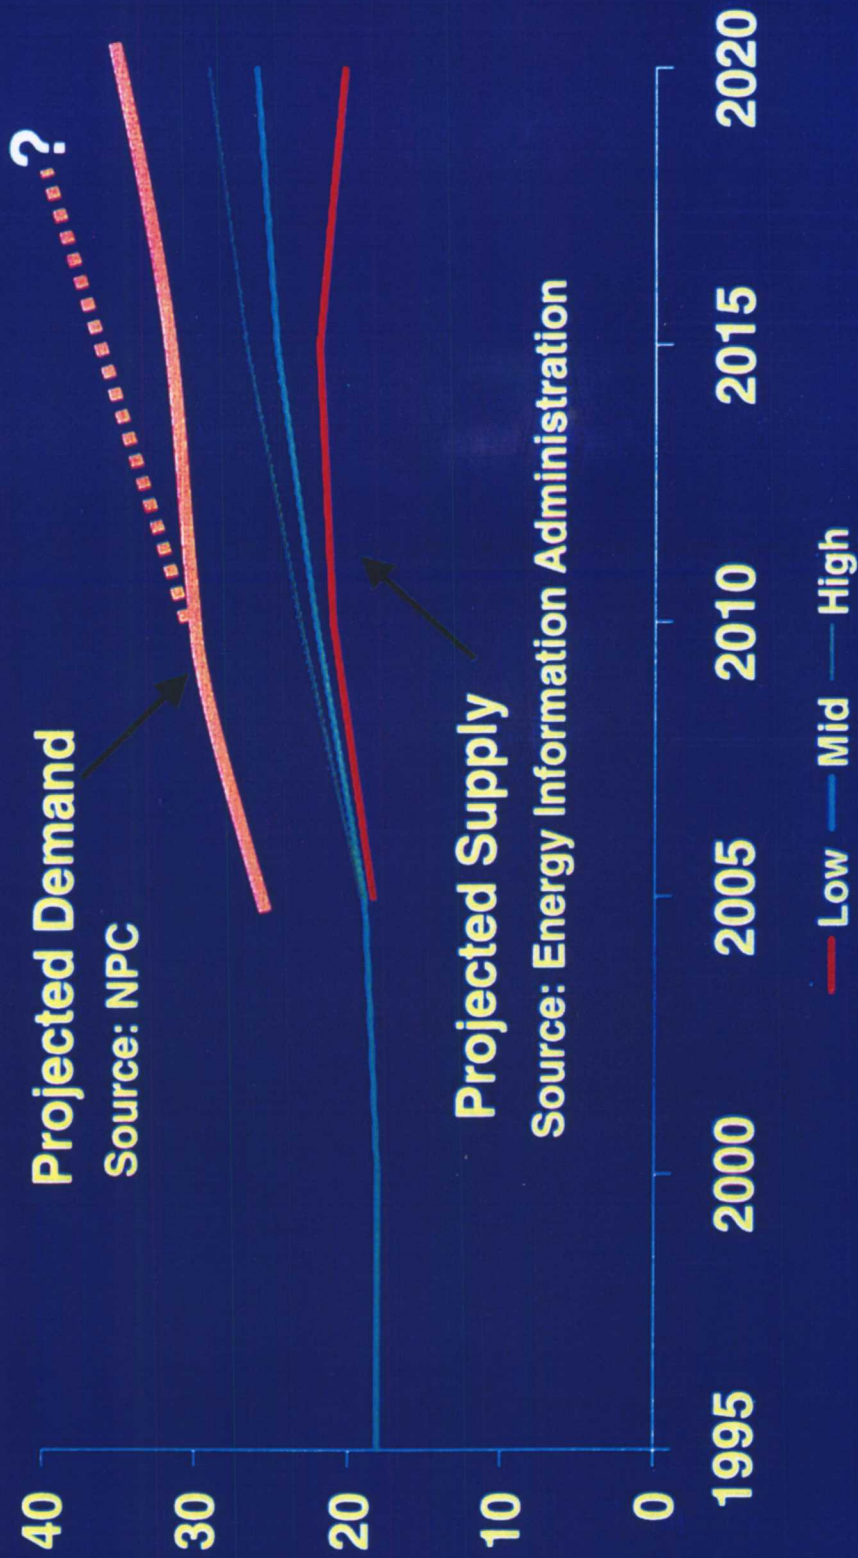 Projected Demand
Source: NPC
?
Projected Supply
Source: Energy Information Administration
40
30
20
10
0
1995 2000 2005 2010 2015 2020
Low Mid High